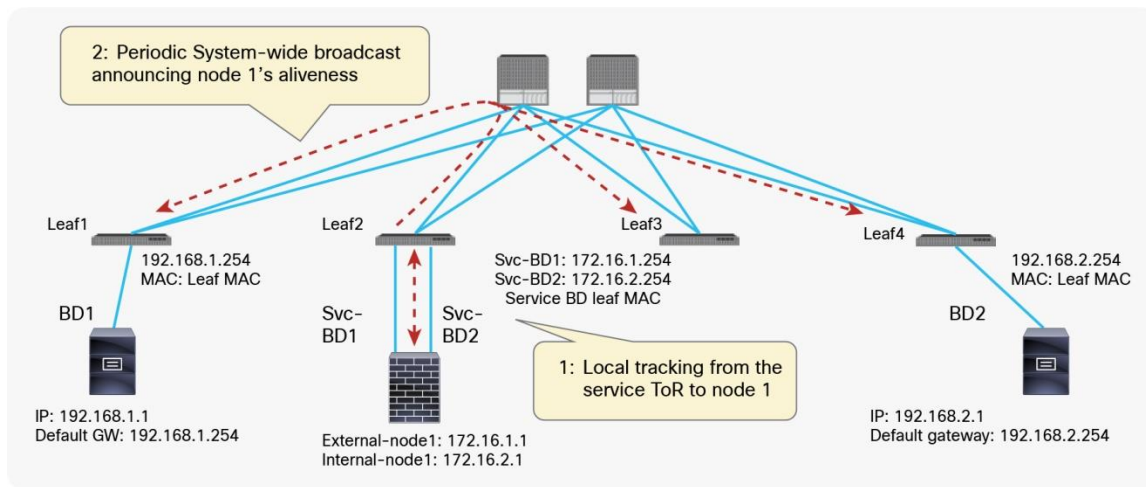 2: Periodic System-wide broadcast
announcing node 1's aliveness
Leaf1
Leaf2
Leaf3
Leaf4
192.168.1.254
MAC: Leaf MAC
Svc-BD1: 172.16.1.254
Svc-BD2: 172.16.2.254
Service BD leaf MAC
192.168.2.254
MAC: Leaf MAC
BD1
Svc-
BD1
Svc-
BD2
BD2
1: Local tracking from the
service ToR to node 1
IP: 192.168.1.1
Default GW: 192.168.1.254
External-node1: 172.16.1.1
Internal-node1: 172.16.2.1
IP: 192.168.2.1
Default gateway: 192.168.2.254